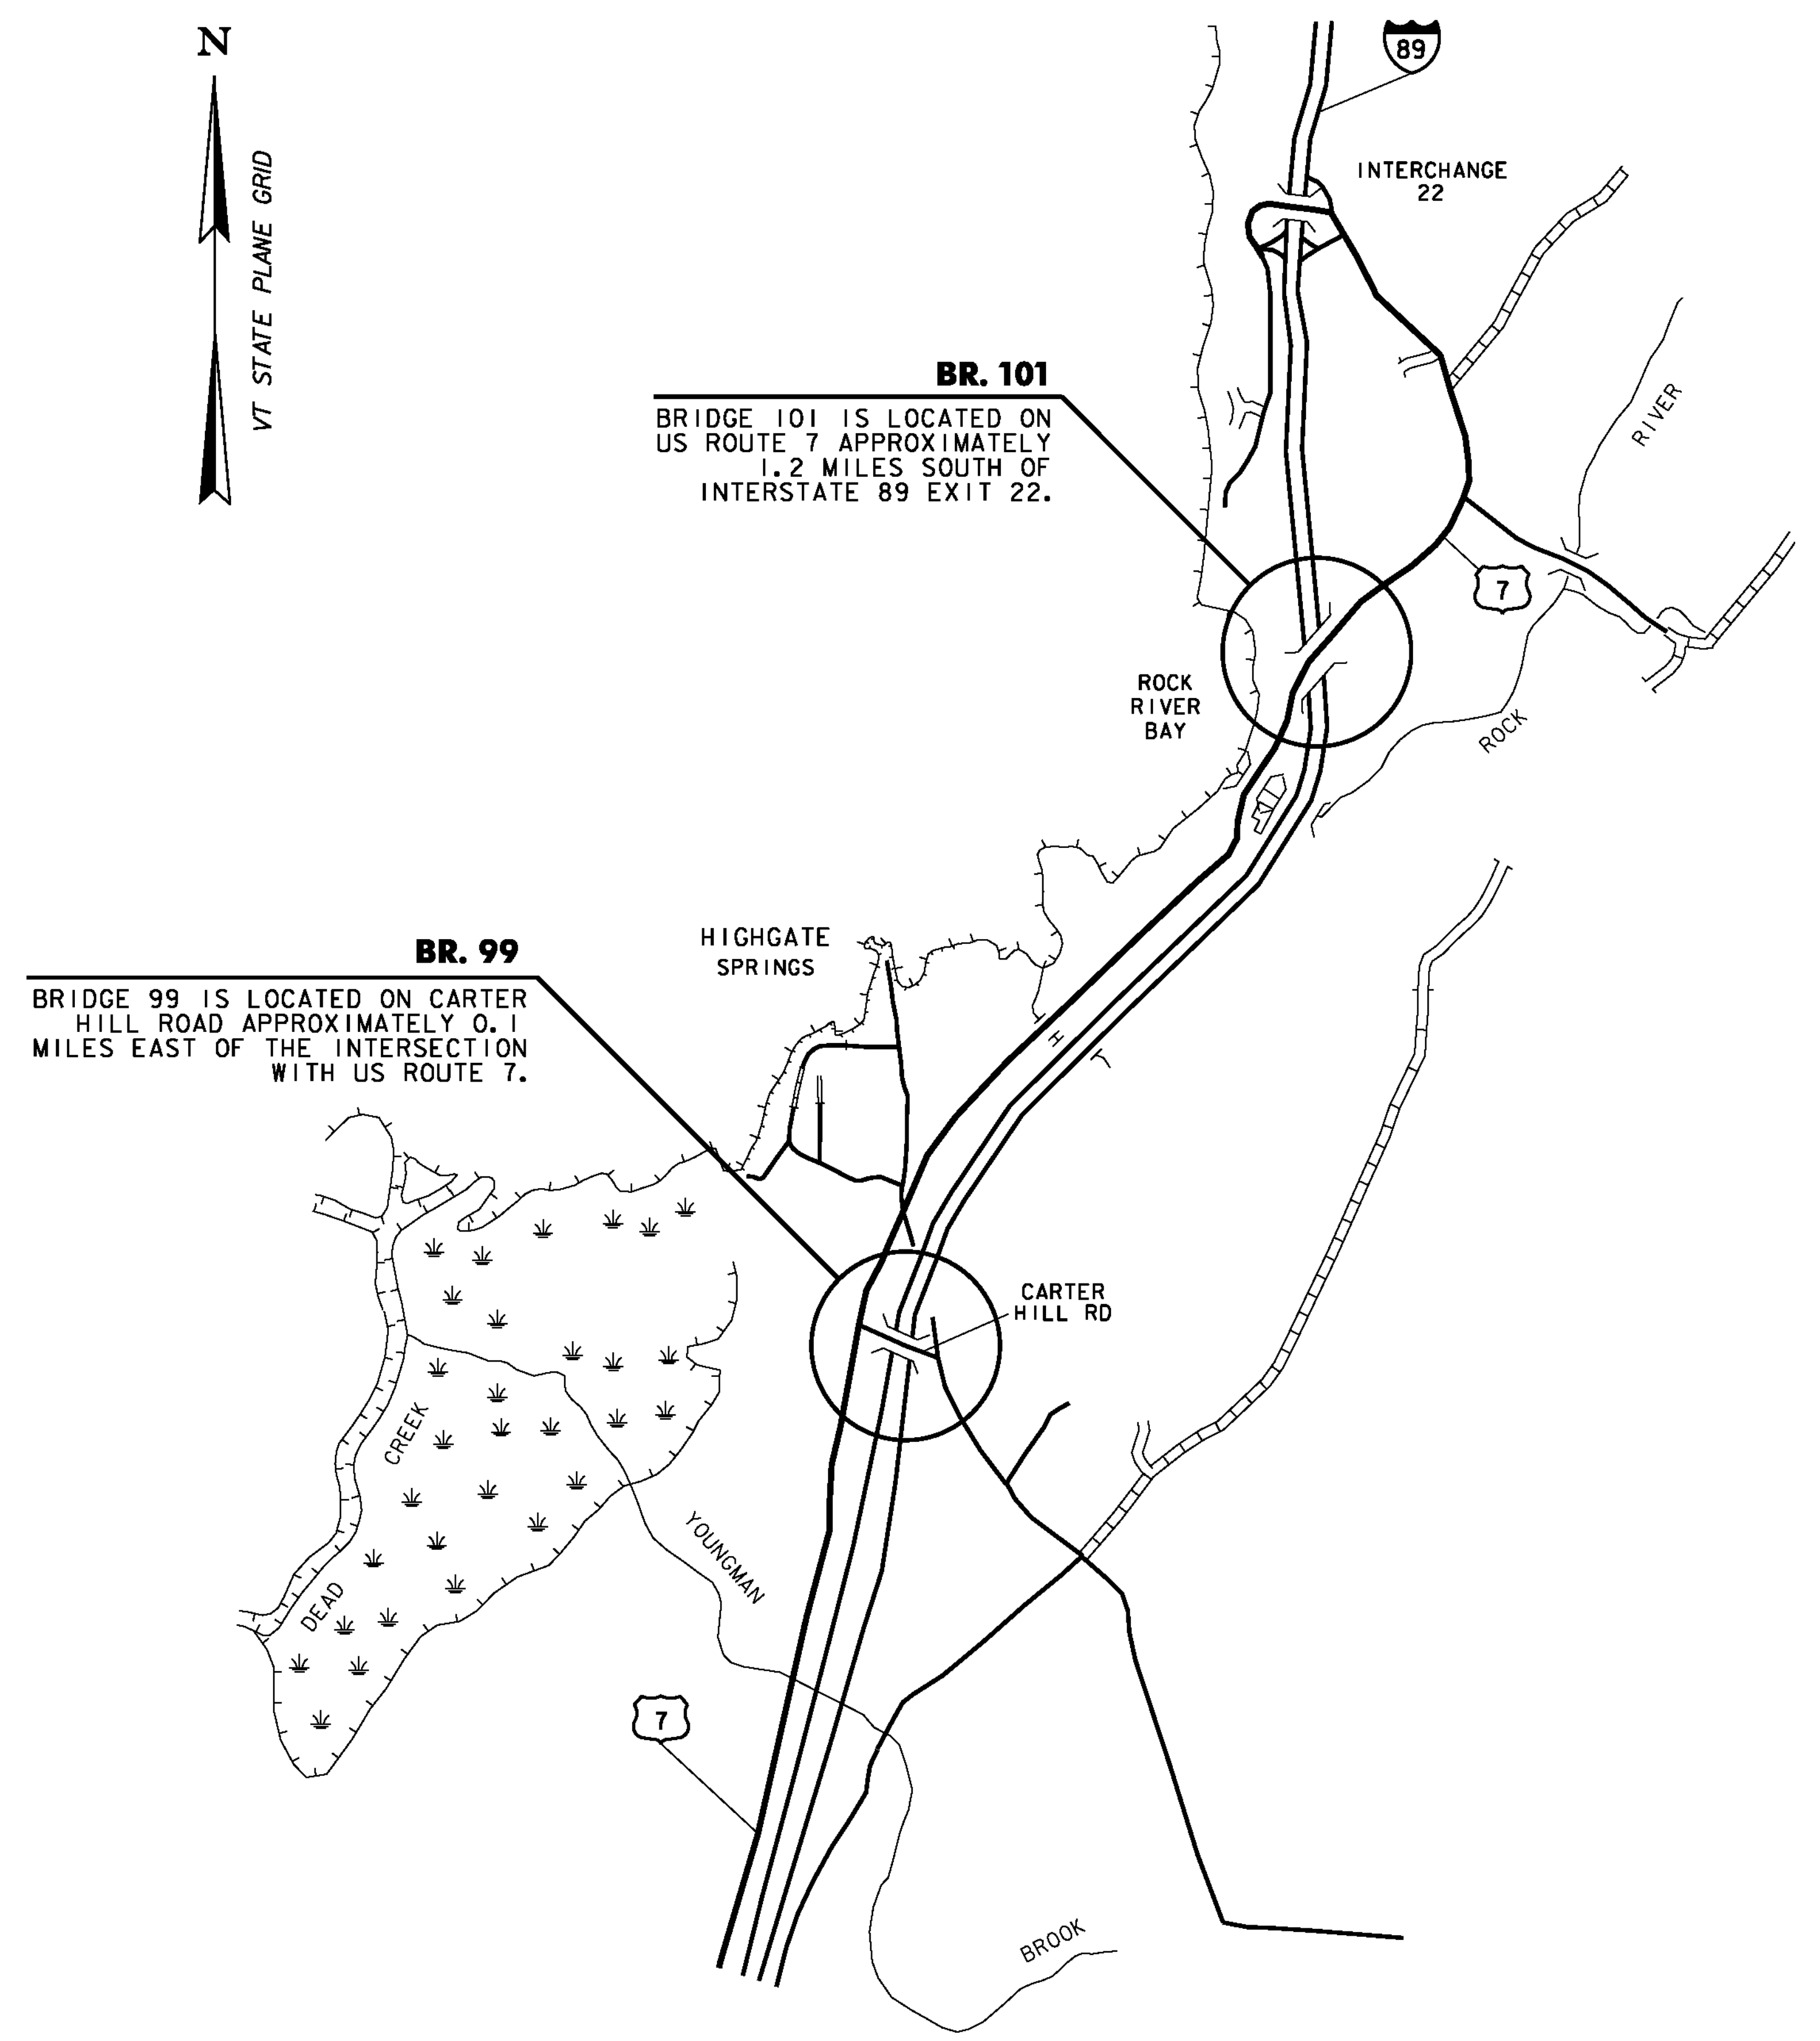 N
VT STATE PLANE GRID
89
INTERCHANGE
22
BR. 101
BRIDGE 101 IS LOCATED ON
US ROUTE 7 APPROXIMATELY
1.2 MILES SOUTH OF
INTERSTATE 89 EXIT 22.
RIVER
7
ROCK
RIVER
BAY
ROCK
HIGHGATE
SPRINGS
BR. 99
BRIDGE 99 IS LOCATED ON CARTER
HILL ROAD APPROXIMATELY 0.1
MILES EAST OF THE INTERSECTION
WITH US ROUTE 7.
CARTER
HILL RD
CREEK
DEAD
YOUNGMAN
7
BROOK